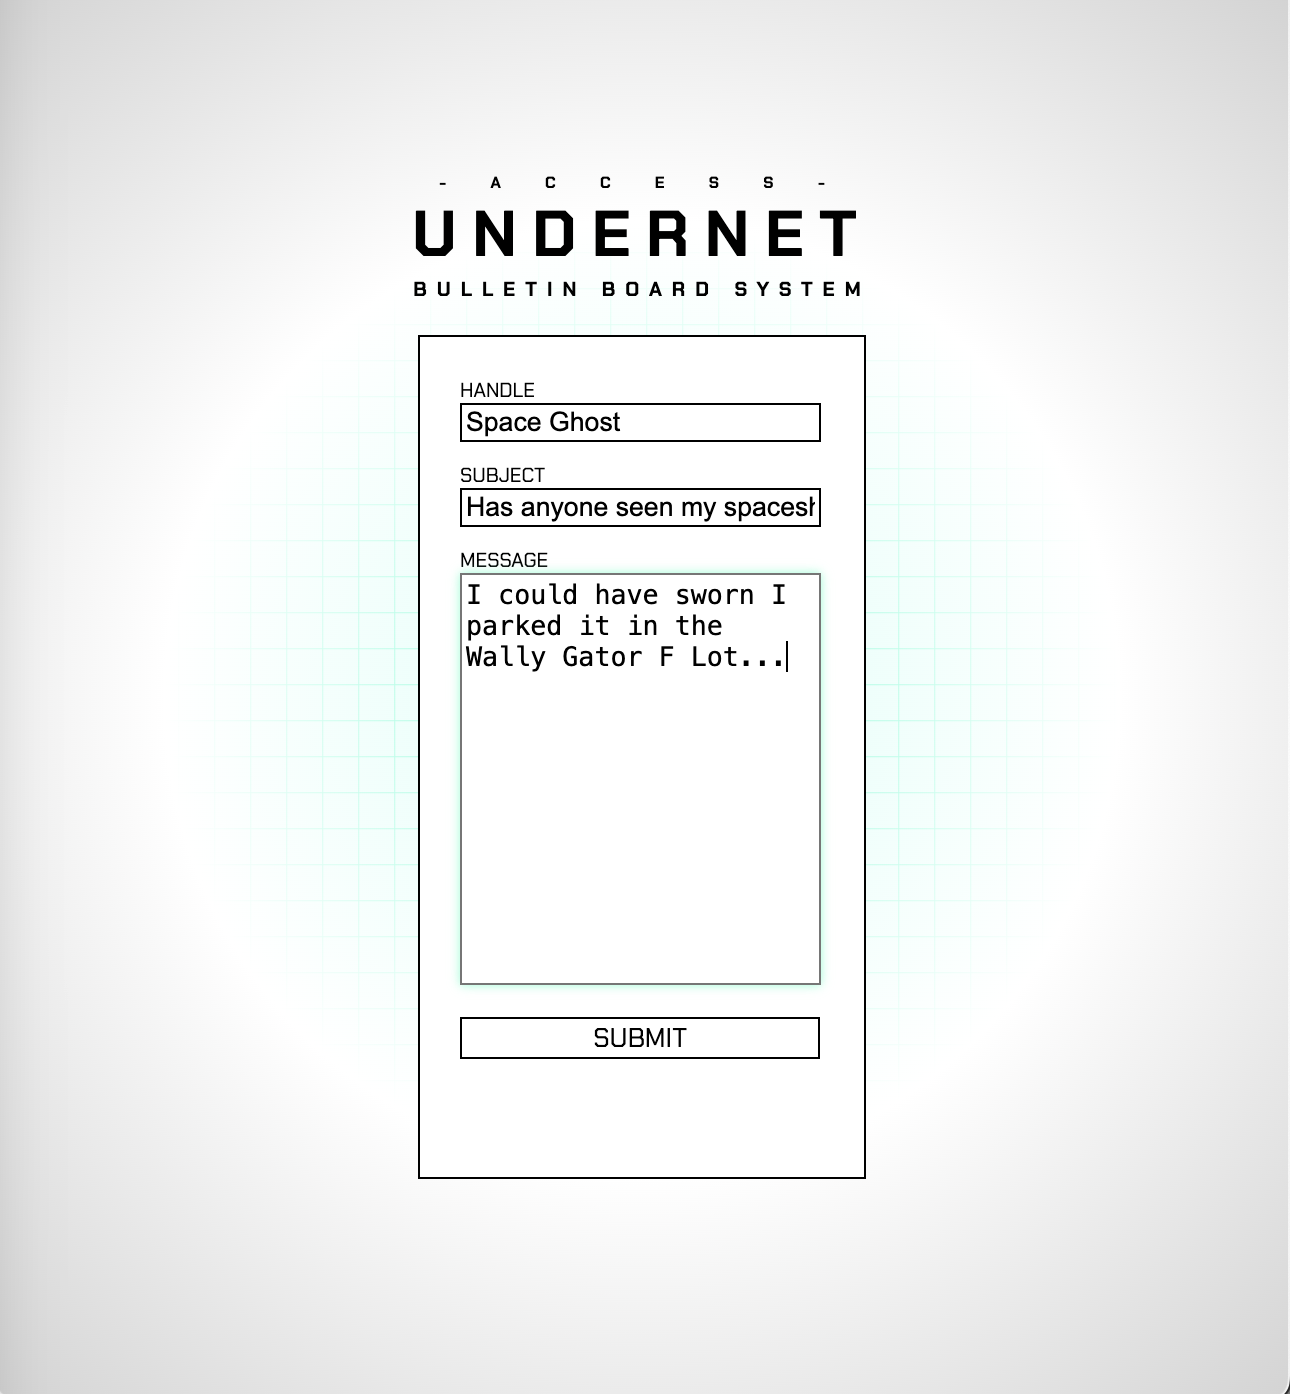 - ACCESS -
UNDERNET
BULLETIN BOARD SYSTEM
HANDLE
Space Ghost
SUBJECT
Has anyone seen my
MESSAGE
I could have sworn I
parked it in the
Wally Gator F Lot...
SUBMIT